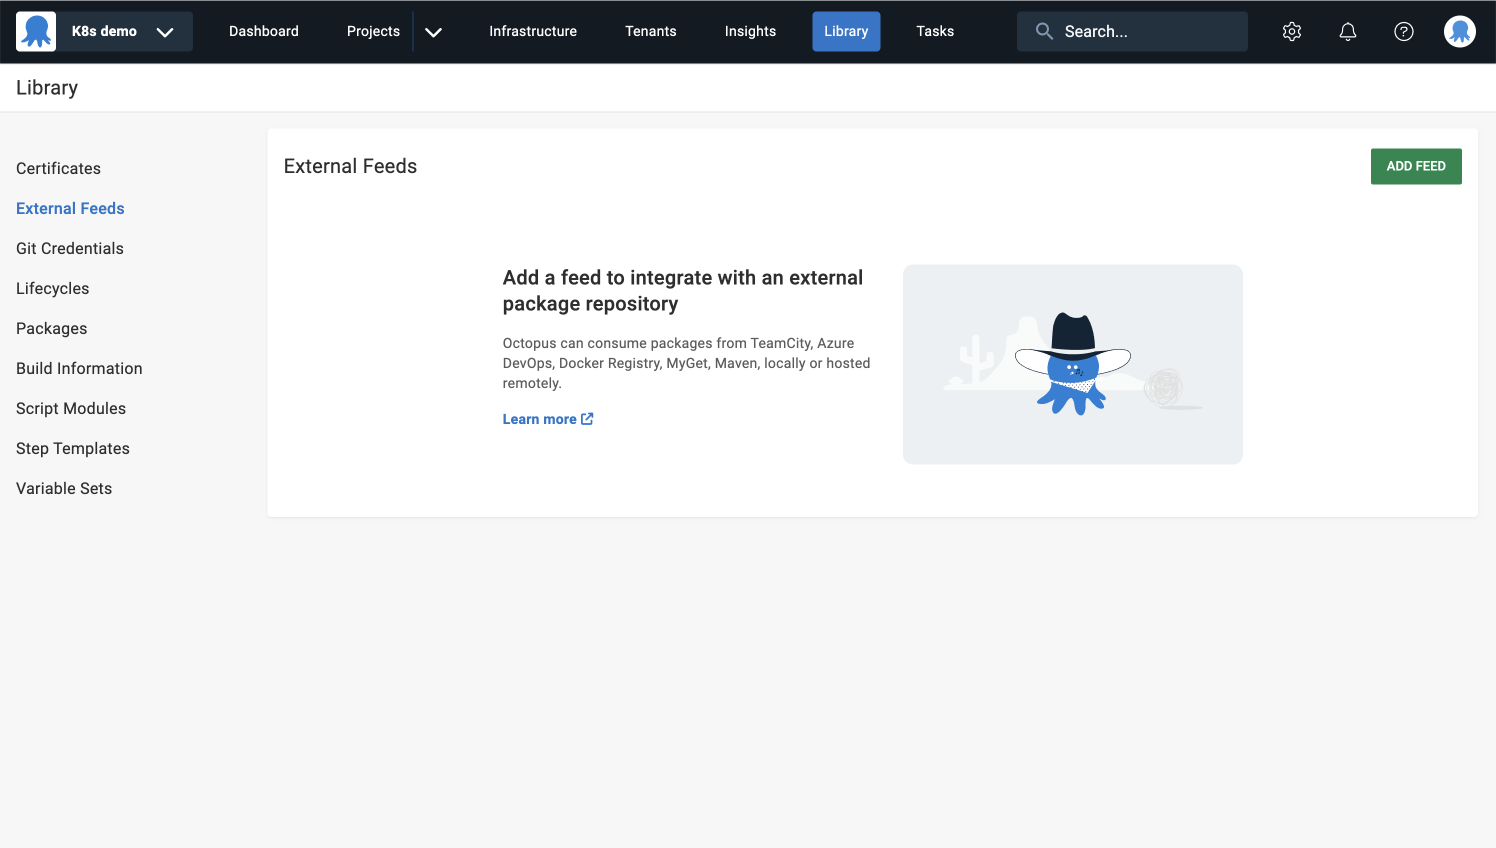 K8s demo
Dashboard
Projects
Infrastructure
Tenants
Insights
Library
Tasks
Search...
Library
Certificates
External Feeds
Git Credentials
Lifecycles
Packages
Build Information
Script Modules
Step Templates
Variable Sets
External Feeds
ADD FEED
Add a feed to integrate with an external
package repository
Octopus can consume packages from TeamCity, Azure
DevOps, Docker Registry, MyGet, Maven, locally or hosted
remotely.
Learn more